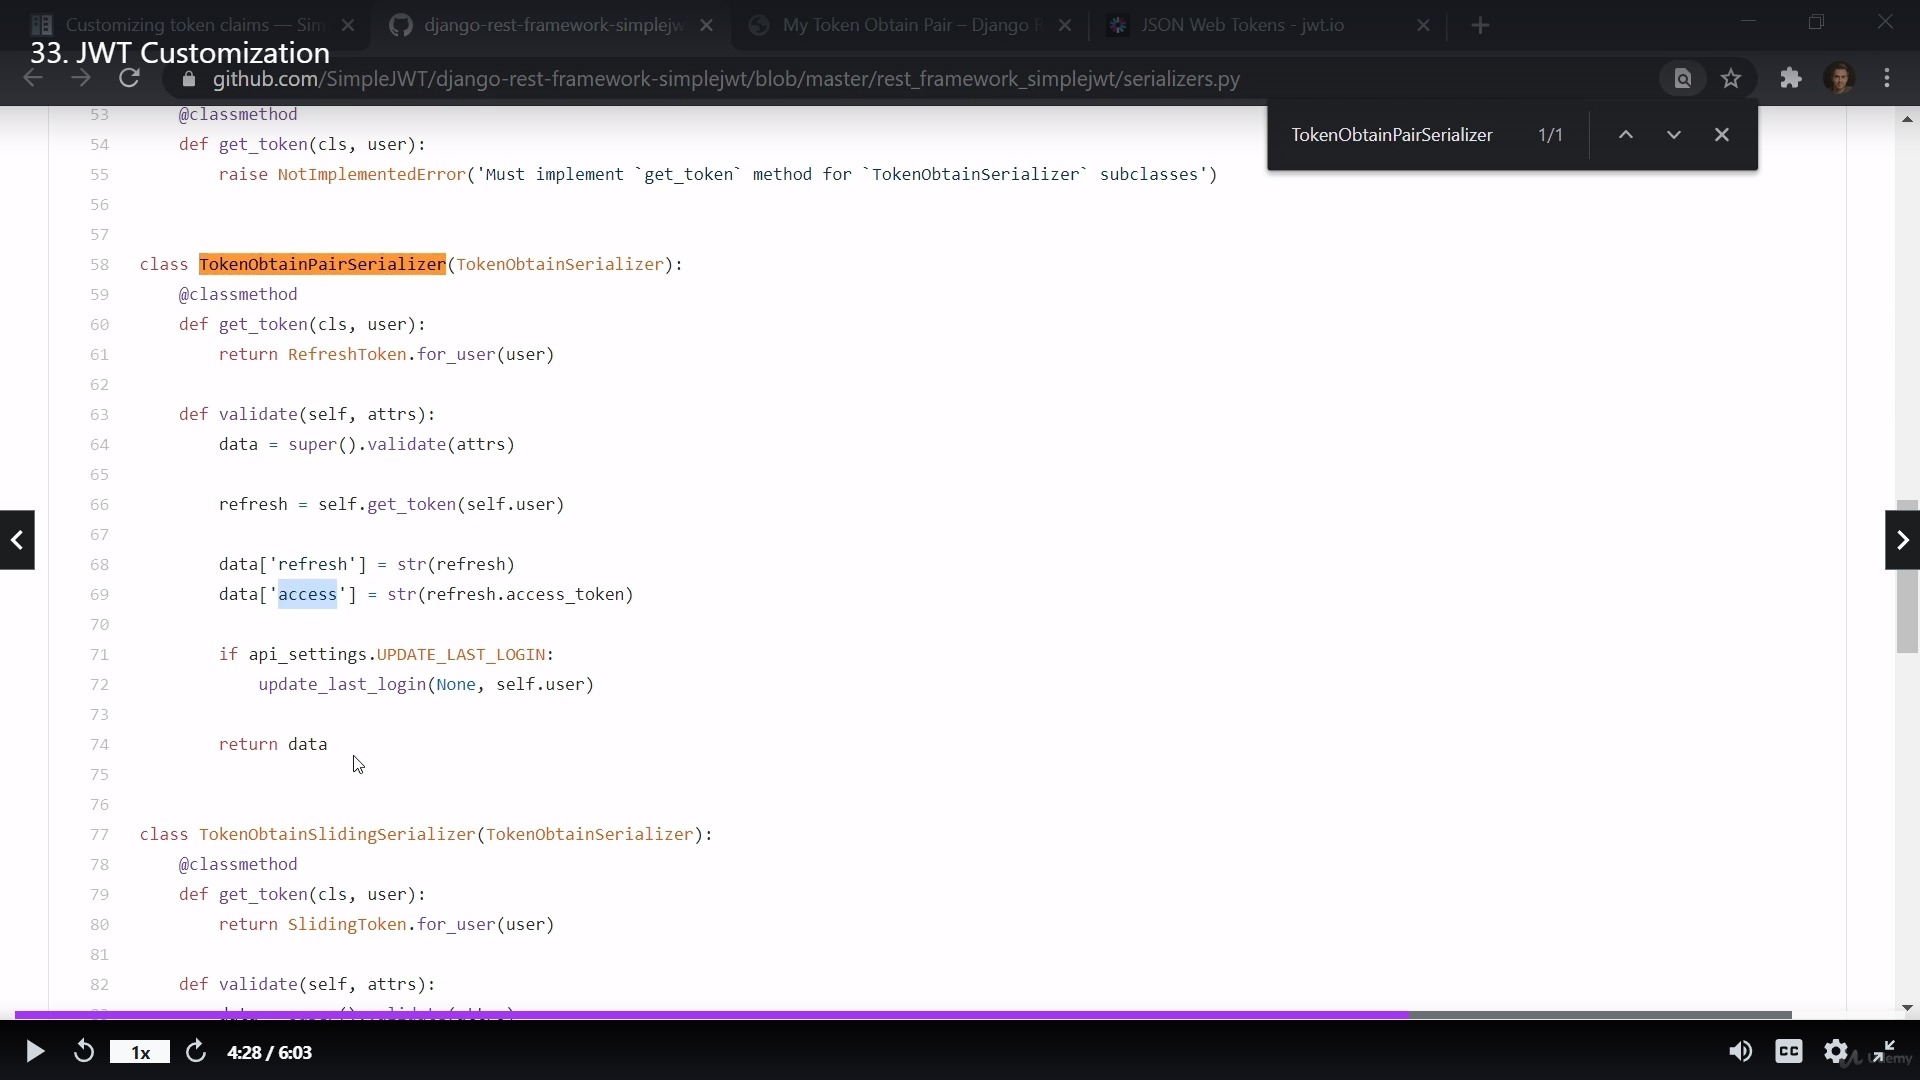 Customizing token claims — Sim
django-rest-framework-simplejw
My Token Obtain Pair – Django R
JSON Web Tokens - jwt.io
33. JWT Customization
github.com/SimpleJWT/django-rest-framework-simplejwt/blob/master/rest_framework_simplejwt/serializers.py
TokenObtainPairSerializer 1/1
53 @classmethod
54 def get_token(cls, user):
55 raise NotImplementedError('Must implement `get_token` method for `TokenObtainSerializer` subclasses')
56
57
58 class TokenObtainPairSerializer(TokenObtainSerializer):
59 @classmethod
60 def get_token(cls, user):
61 return RefreshToken.for_user(user)
62
63 def validate(self, attrs):
64 data = super().validate(attrs)
65
66 refresh = self.get_token(self.user)
67
68 data['refresh'] = str(refresh)
69 data['access'] = str(refresh.access_token)
70
71 if api_settings.UPDATE_LAST_LOGIN:
72 update_last_login(None, self.user)
73
74 return data
75
76
77 class TokenObtainSlidingSerializer(TokenObtainSerializer):
78 @classmethod
79 def get_token(cls, user):
80 return SlidingToken.for_user(user)
81
82 def validate(self, attrs):
1x
4:28 / 6:03
CC
Udemy